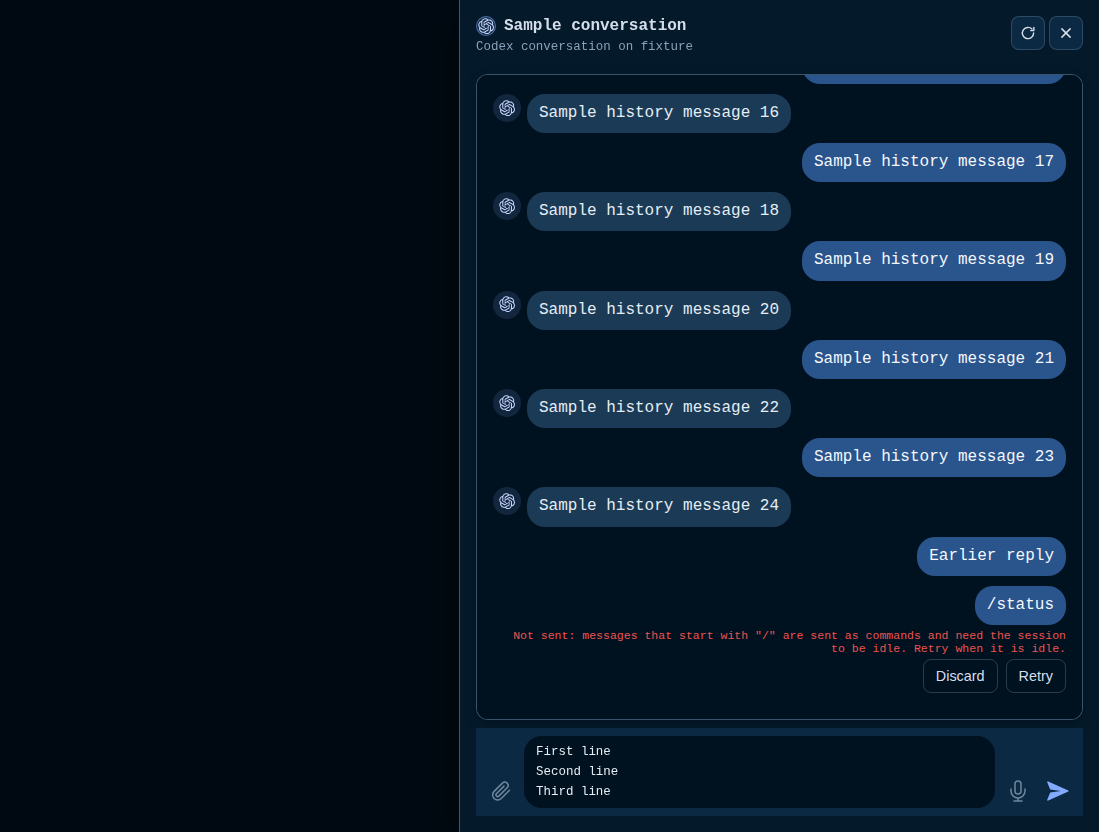 Sample conversation
Codex conversation on fixture
Sample history message 16
Sample history message 17
Sample history message 18
Sample history message 19
Sample history message 20
Sample history message 21
Sample history message 22
Sample history message 23
Sample history message 24
Earlier reply
/status
Not sent: messages that start with "/" are sent as commands and need the session
to be idle. Retry when it is idle.
Discard Retry
First line
Second line
Third line